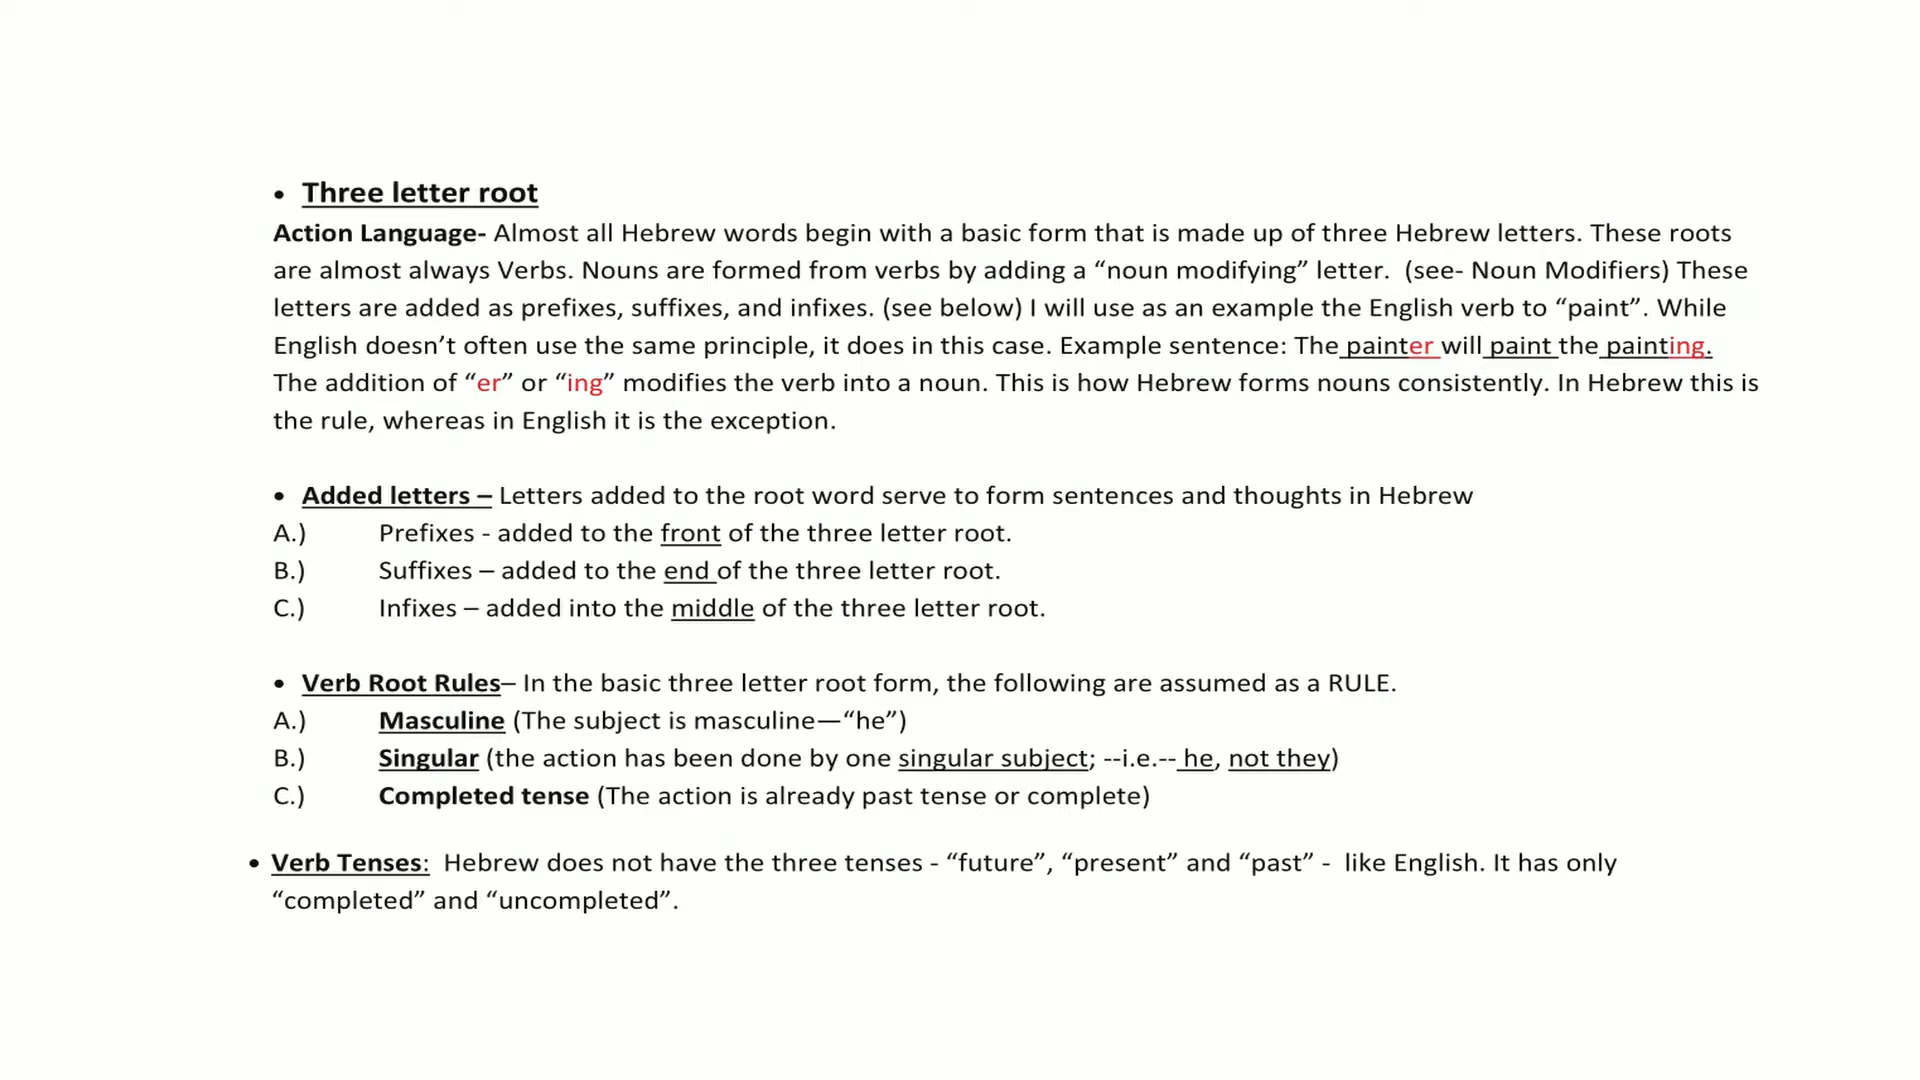 • Three letter root
Action Language- Almost all Hebrew words begin with a basic form that is made up of three Hebrew letters. These roots
are almost always Verbs. Nouns are formed from verbs by adding a “noun modifying” letter.  (see- Noun Modifiers) These
letters are added as prefixes, suffixes, and infixes. (see below) I will use as an example the English verb to “paint”. While
English doesn’t often use the same principle, it does in this case. Example sentence: The painter will paint the painting.
The addition of “er” or “ing” modifies the verb into a noun. This is how Hebrew forms nouns consistently. In Hebrew this is
the rule, whereas in English it is the exception.
• Added letters – Letters added to the root word serve to form sentences and thoughts in Hebrew
A.) Prefixes - added to the front of the three letter root.
B.) Suffixes – added to the end of the three letter root.
C.) Infixes – added into the middle of the three letter root.
• Verb Root Rules– In the basic three letter root form, the following are assumed as a RULE.
A.) Masculine (The subject is masculine—“he”)
B.) Singular (the action has been done by one singular subject; --i.e.-- he, not they)
C.) Completed tense (The action is already past tense or complete)
• Verb Tenses:  Hebrew does not have the three tenses - “future”, “present” and “past” -  like English. It has only
“completed” and “uncompleted”.